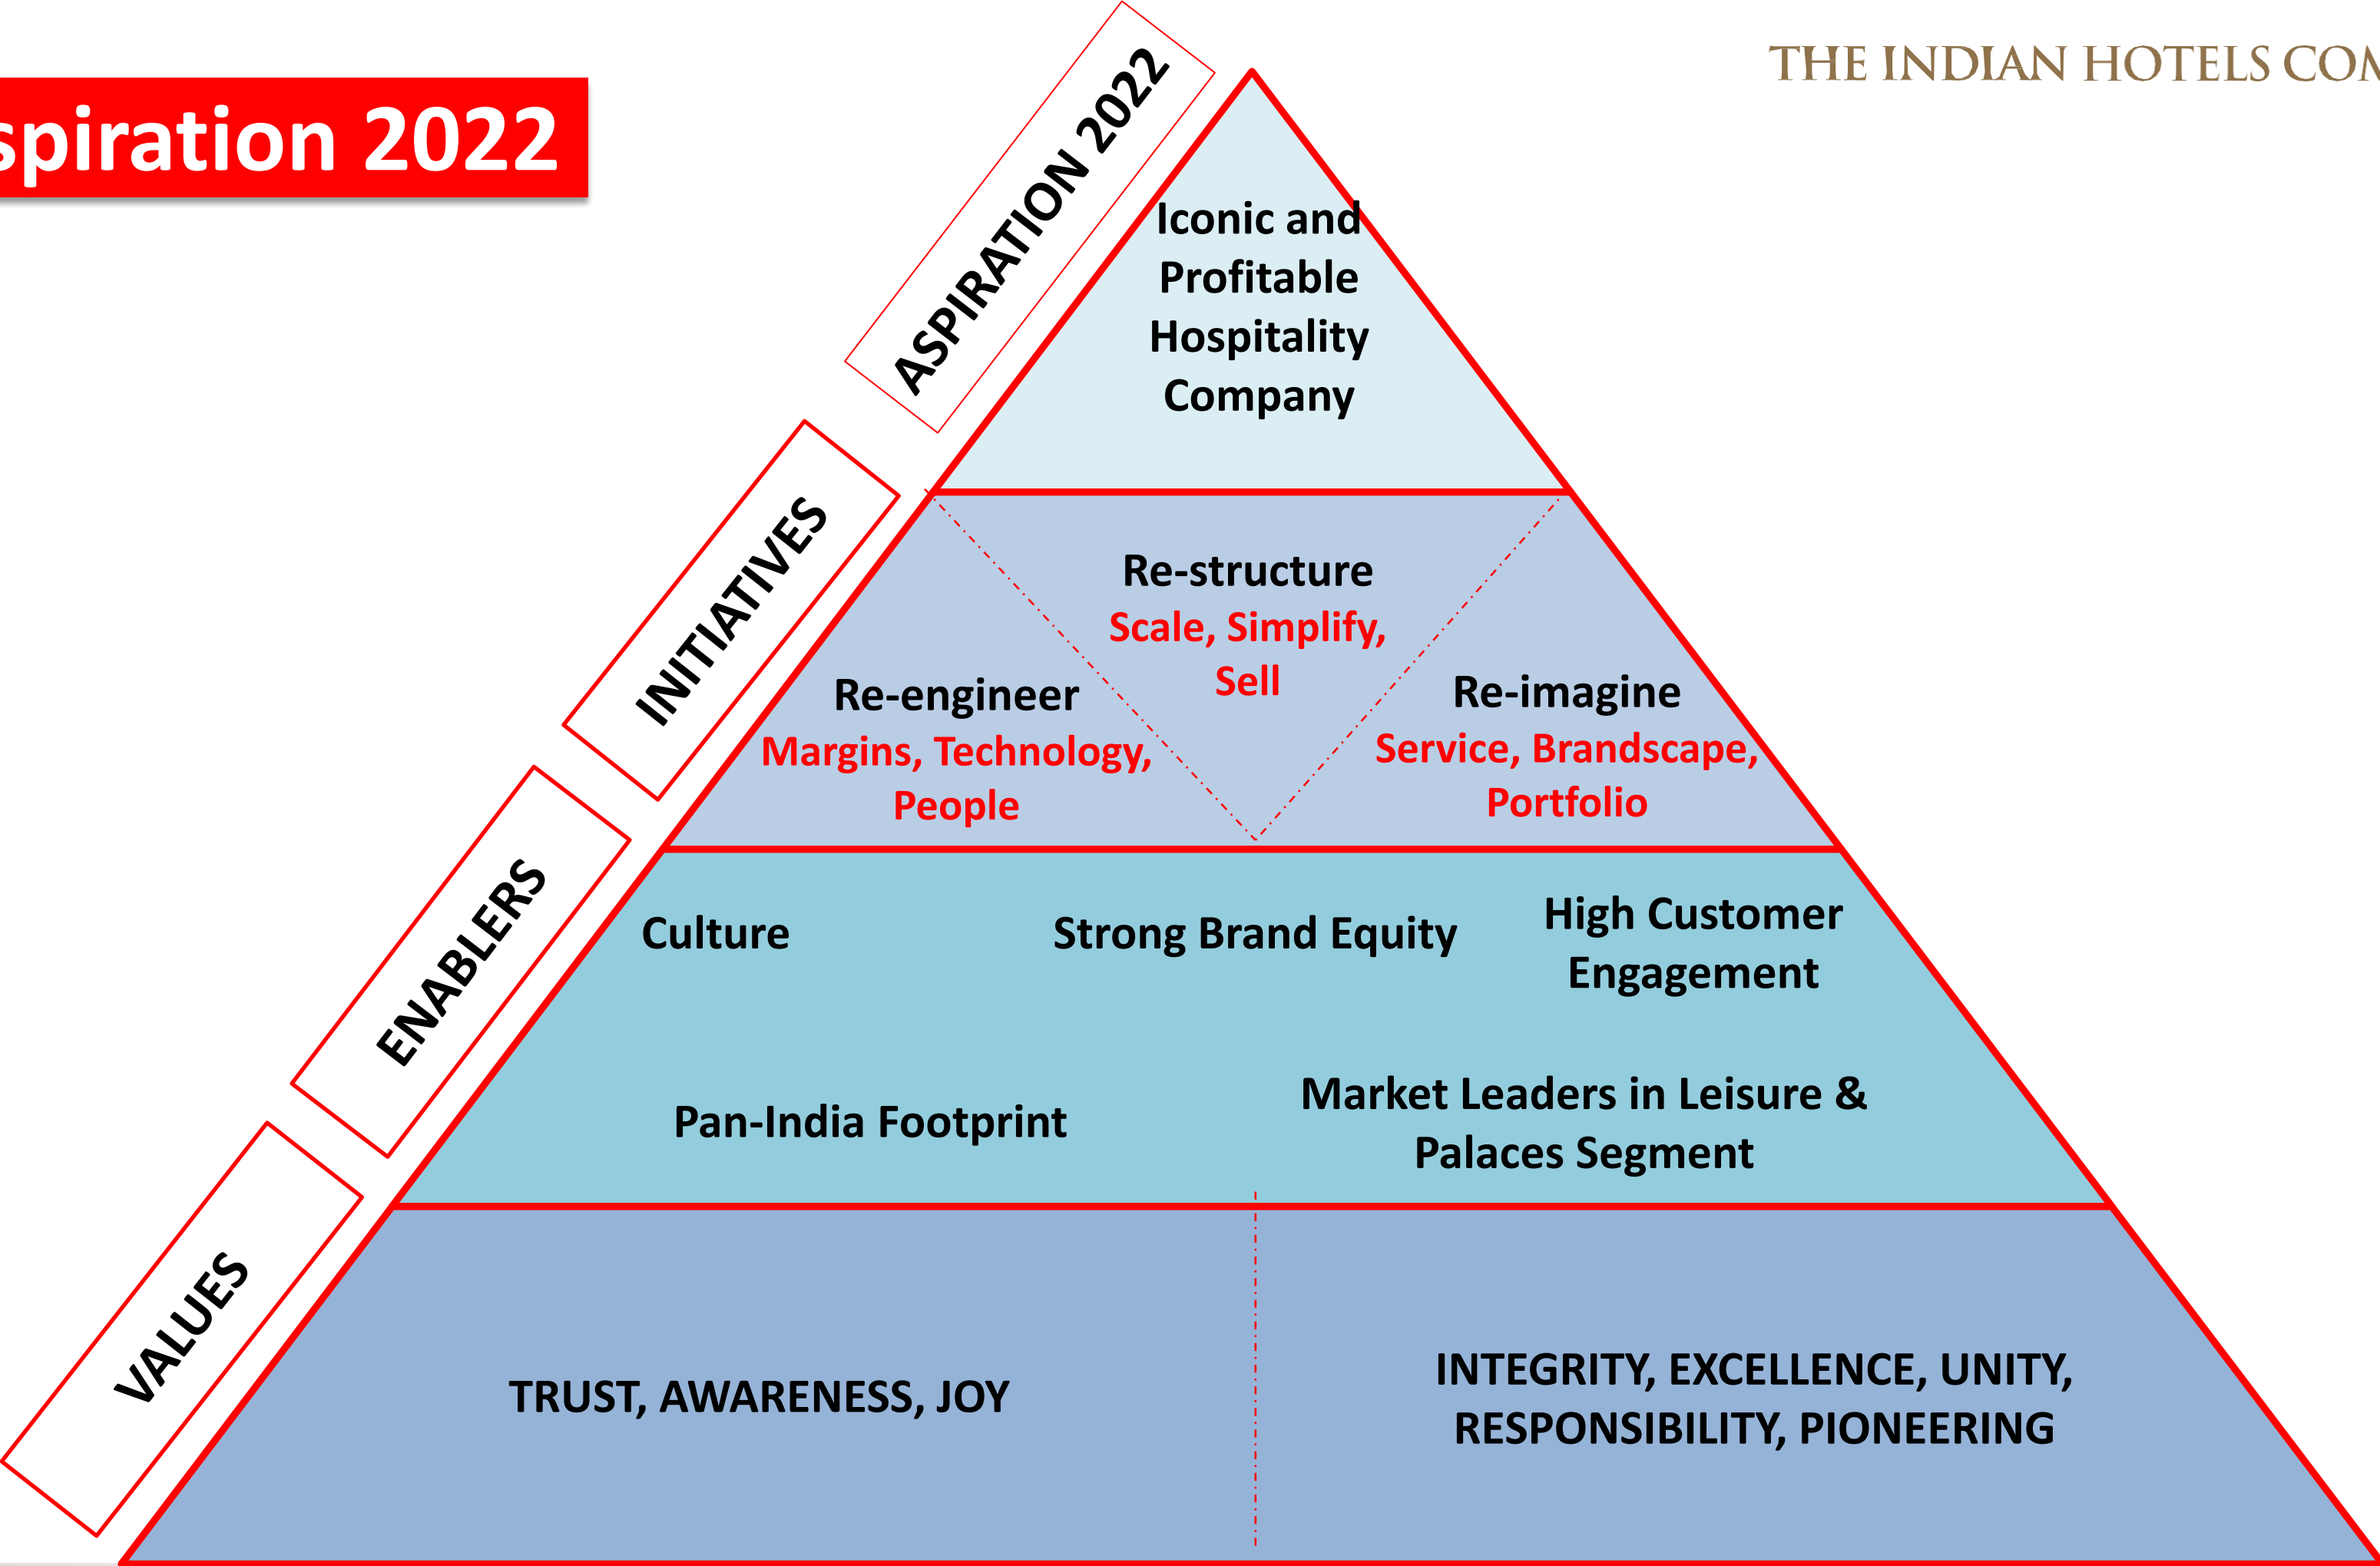 spiration 2022
THE INDIAN HOTELS COM
ASPIRATION 2022
Iconic and
Profitable
Hospitality
Company
INITIATIVES
Re-structure
Scale, Simplify,
Sell
Re-engineer
Margins, Technology,
People
Re-imagine
Service, Brandscape,
Portfolio
ENABLERS
Culture
Strong Brand Equity
High Customer
Engagement
Pan-India Footprint
Market Leaders in Leisure &
Palaces Segment
VALUES
TRUST, AWARENESS, JOY
INTEGRITY, EXCELLENCE, UNITY,
RESPONSIBILITY, PIONEERING